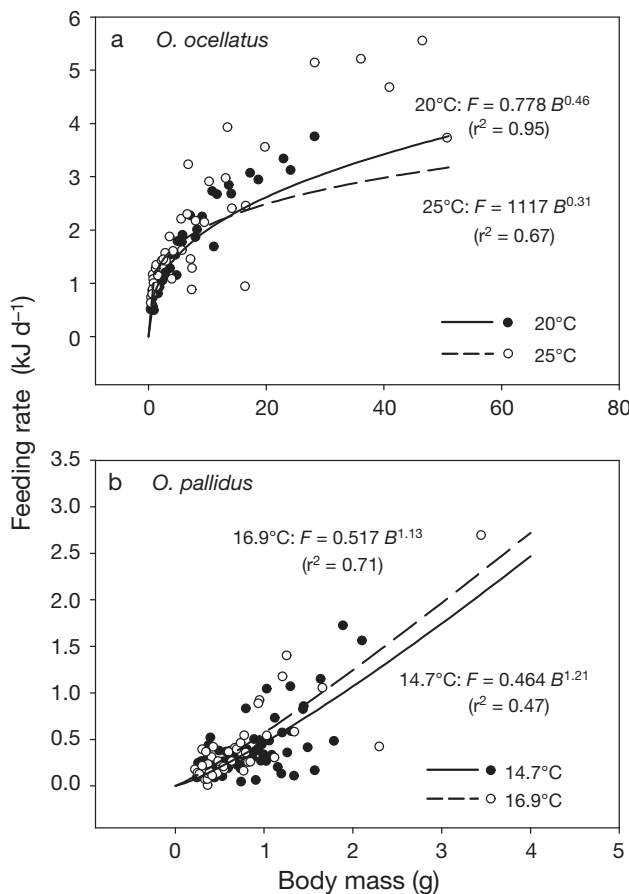 a O. ocellatus
6
5
4
3
2
1
0
20°C: F = 0.778 B^0.46
(r² = 0.95)
25°C: F = 1117 B^0.31
(r² = 0.67)
20°C
25°C
0 20 40 60 80
Feeding rate (kJ d⁻¹)
b O. pallidus
3.5
3.0
2.5
2.0
1.5
1.0
0.5
0.0
16.9°C: F = 0.517 B^1.13
(r² = 0.71)
14.7°C: F = 0.464 B^1.21
(r² = 0.47)
14.7°C
16.9°C
0 1 2 3 4 5
Body mass (g)